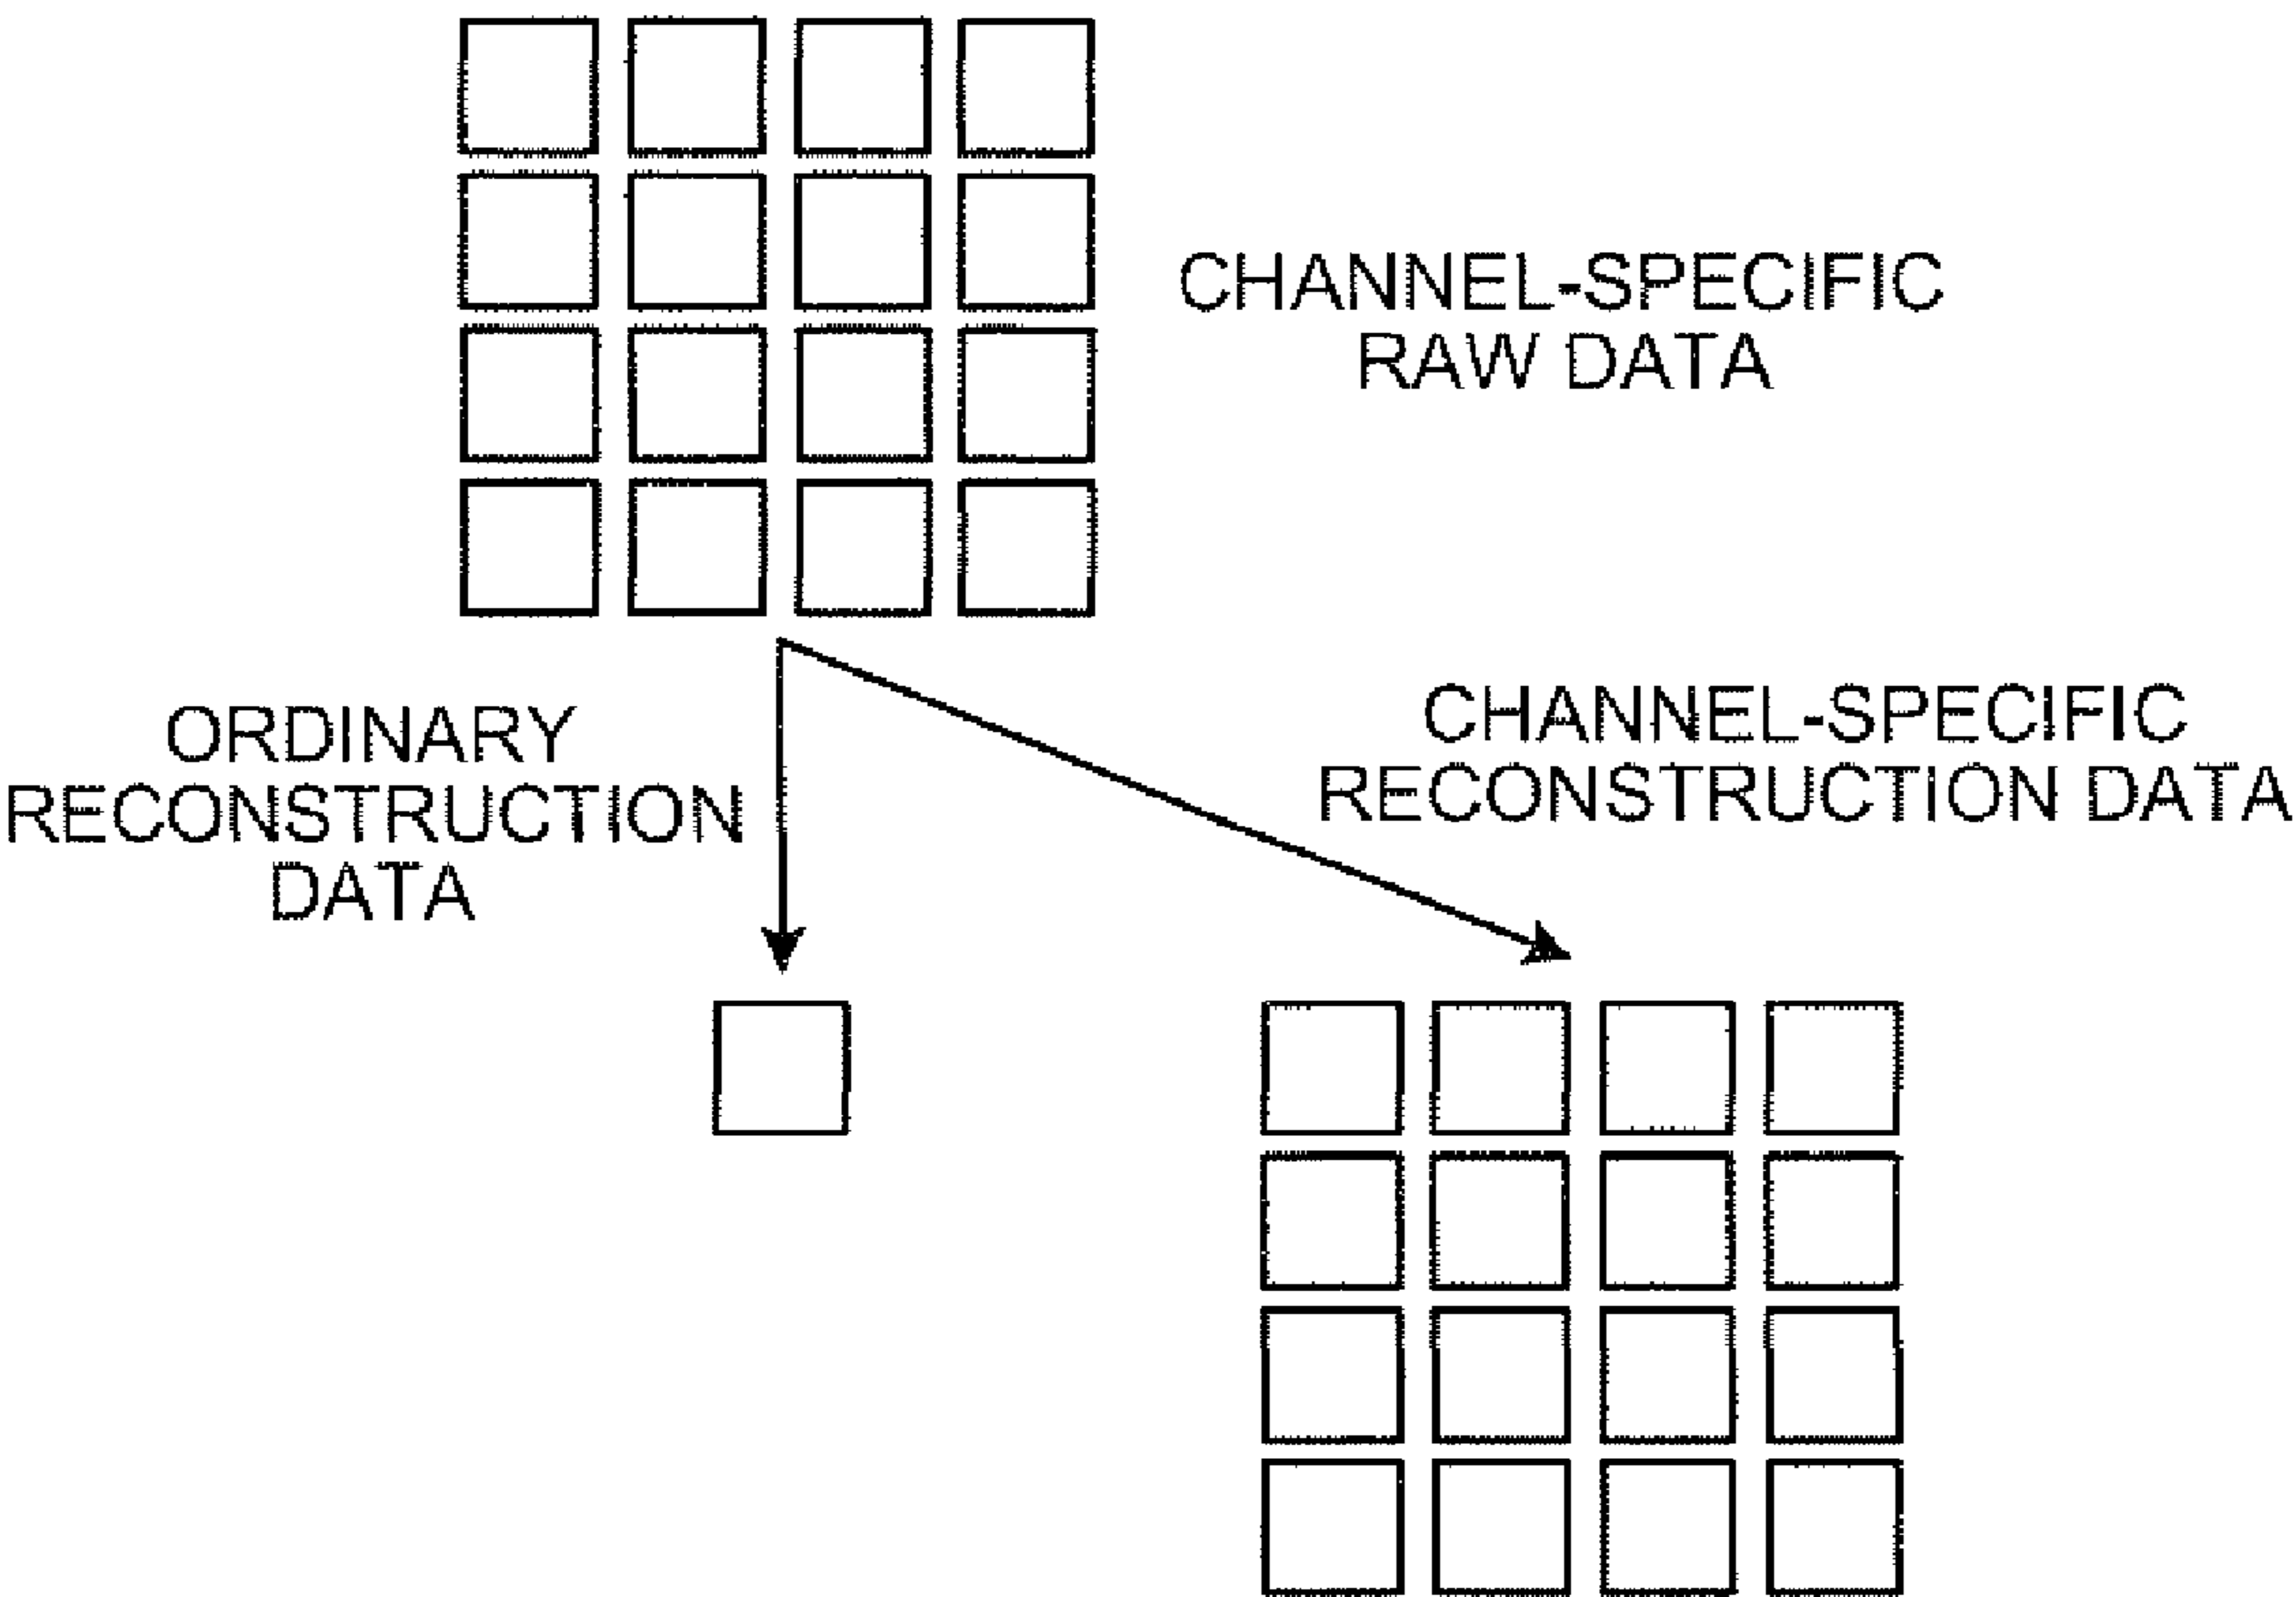 CHANNEL-SPECIFIC
RAW DATA
ORDINARY
RECONSTRUCTION
DATA
CHANNEL-SPECIFIC
RECONSTRUCTION DATA